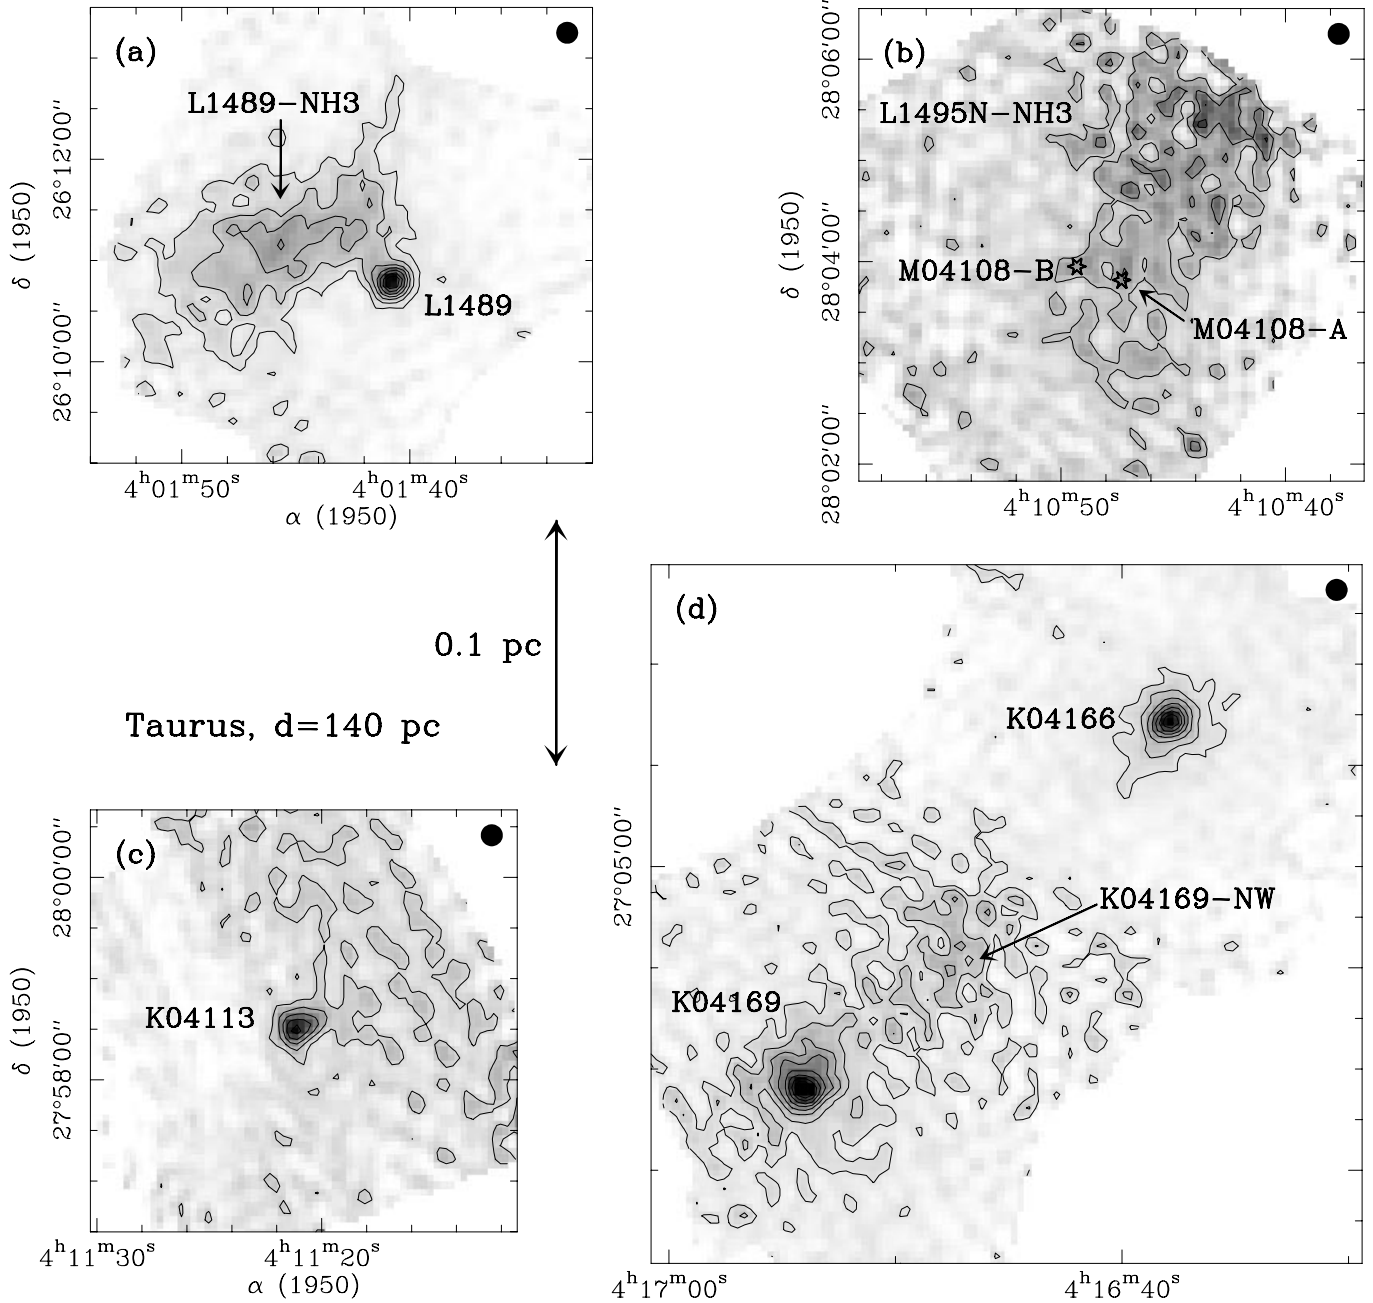 (a)
L1489-NH3
L1489
26°12'00"
26°10'00"
δ (1950)
4ʰ01ᵐ50ˢ
4ʰ01ᵐ40ˢ
α (1950)
(b)
L1495N-NH3
M04108-B
M04108-A
28°06'00"
28°04'00"
28°02'00"
δ (1950)
4ʰ10ᵐ50ˢ
4ʰ10ᵐ40ˢ
0.1 pc
Taurus, d=140 pc
(c)
K04113
28°00'00"
27°58'00"
δ (1950)
4ʰ11ᵐ30ˢ
4ʰ11ᵐ20ˢ
α (1950)
(d)
K04166
K04169-NW
K04169
27°05'00"
4ʰ17ᵐ00ˢ
4ʰ16ᵐ40ˢ